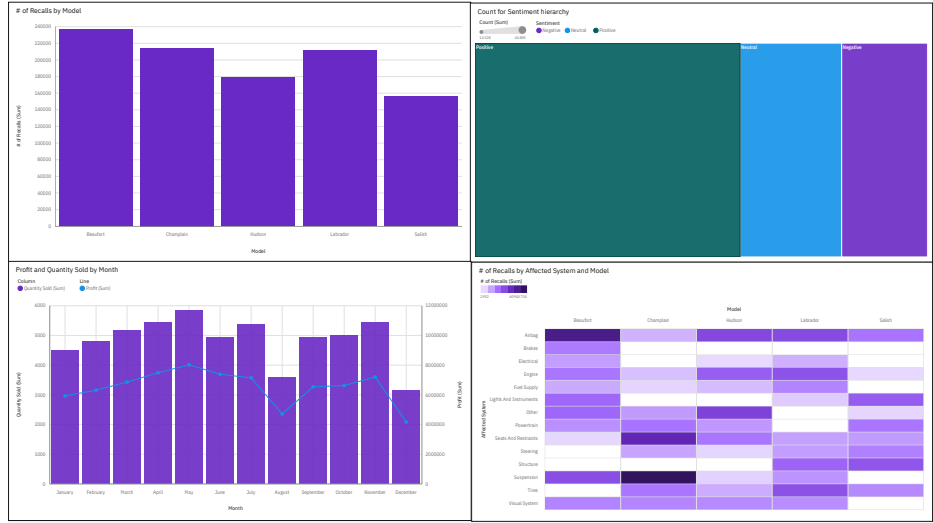 # of Recalls by Model
# of Recalls (Sum)
240000
220000
200000
180000
160000
140000
120000
100000
80000
60000
40000
20000
0
Beaufort Champlain Hudson Labrador Salish
Model
Count for Sentiment hierarchy
Count (Sum) Sentiment
Negative Neutral Positive
Positive Neutral Negative
Profit and Quantity Sold by Month
Column Line
Quantity Sold (Sum) Profit (Sum)
Quantity Sold (Sum)
6000
5000
4000
3000
2000
1000
0
12000000
10000000
8000000
6000000
4000000
2000000
0
Profit (Sum)
January February March April May June July August September October November December
Month
# of Recalls by Affected System and Model
# of Recalls (Sum)
Model
Beaufort Champlain Hudson Labrador Salish
Affected System
Airbag
Brakes
Electrical
Engine
Fuel Supply
Lights And Instruments
Other
Powertrain
Seats And Restraints
Steering
Structure
Suspension
Tires
Visual System